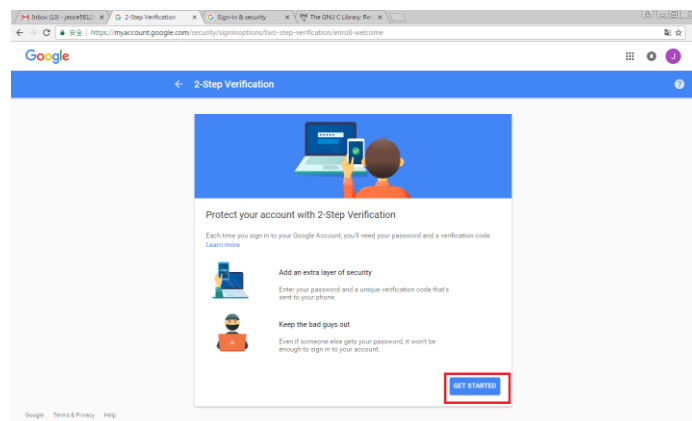 Inbox (13) - jessie5812
G 2-Step Verification
G Sign-in & security
The GNU C Library: Re
安全 | https://myaccount.google.com/security/signinoptions/two-step-verification/enroll-welcome
Google
J
← 2-Step Verification
?
Protect your account with 2-Step Verification
Each time you sign in to your Google Account, you'll need your password and a verification code.
Learn more
Add an extra layer of security
Enter your password and a unique verification code that's
sent to your phone.
Keep the bad guys out
Even if someone else gets your password, it won't be
enough to sign in to your account.
GET STARTED
Google Terms & Privacy Help